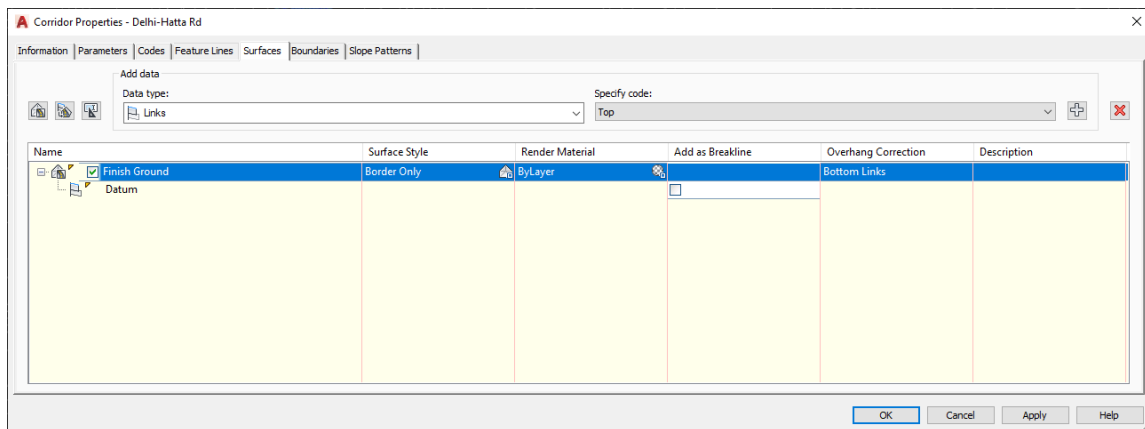 Corridor Properties - Delhi-Hatta Rd
Information Parameters Codes Feature Lines Surfaces Boundaries Slope Patterns
Add data
Data type: Specify code:
Links Top
Name Surface Style Render Material Add as Breakline Overhang Correction Description
Finish Ground Border Only ByLayer Bottom Links
Datum
OK Cancel Apply Help